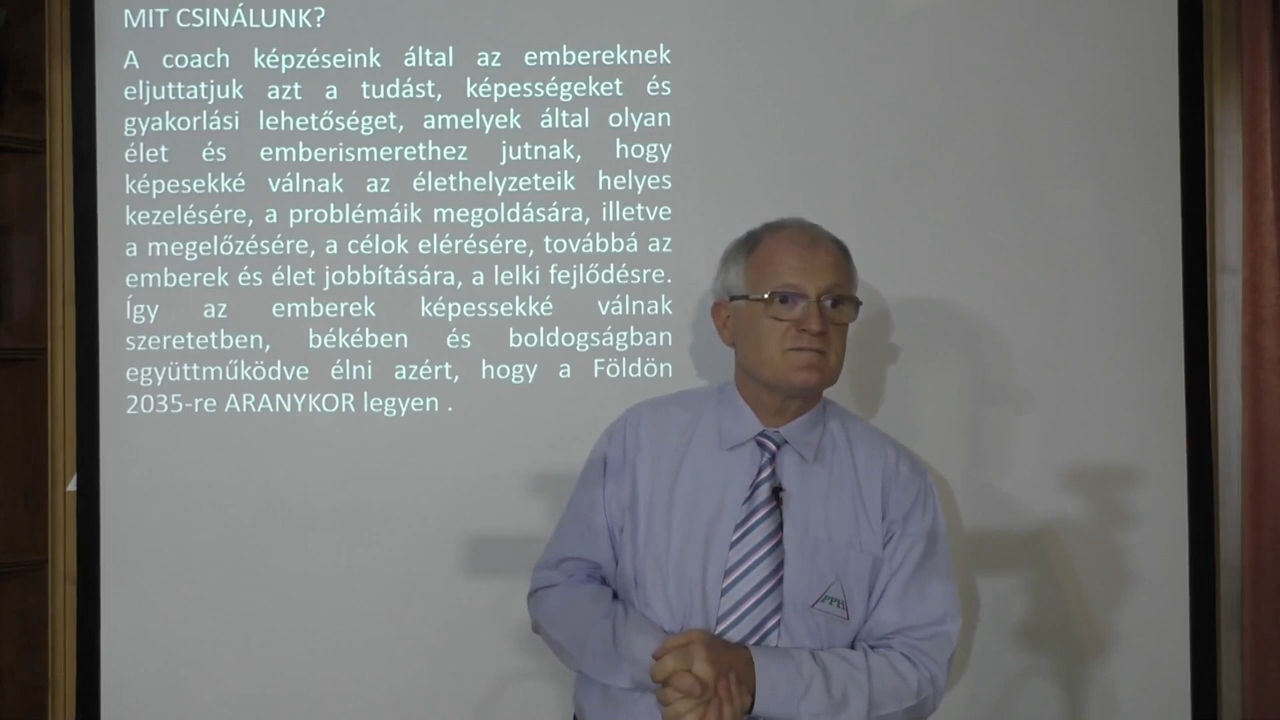 MIT CSINÁLUNK?
A coach képzéseink által az embereknek
eljuttatjuk azt a tudást, képességeket és
gyakorlási lehetőséget, amelyek által olyan
élet és emberismerethez jutnak, hogy
képesekké válnak az élethelyzeteik helyes
kezelésére, a problémáik megoldására, illetve
a megelőzésére, a célok elérésére, továbbá az
emberek és élet jobbítására, a lelki fejlődésre.
Így az emberek képessekké válnak
szeretetben, békében és boldogságban
együttműködve élni azért, hogy a Földön
2035-re ARANYKOR legyen .
PPH